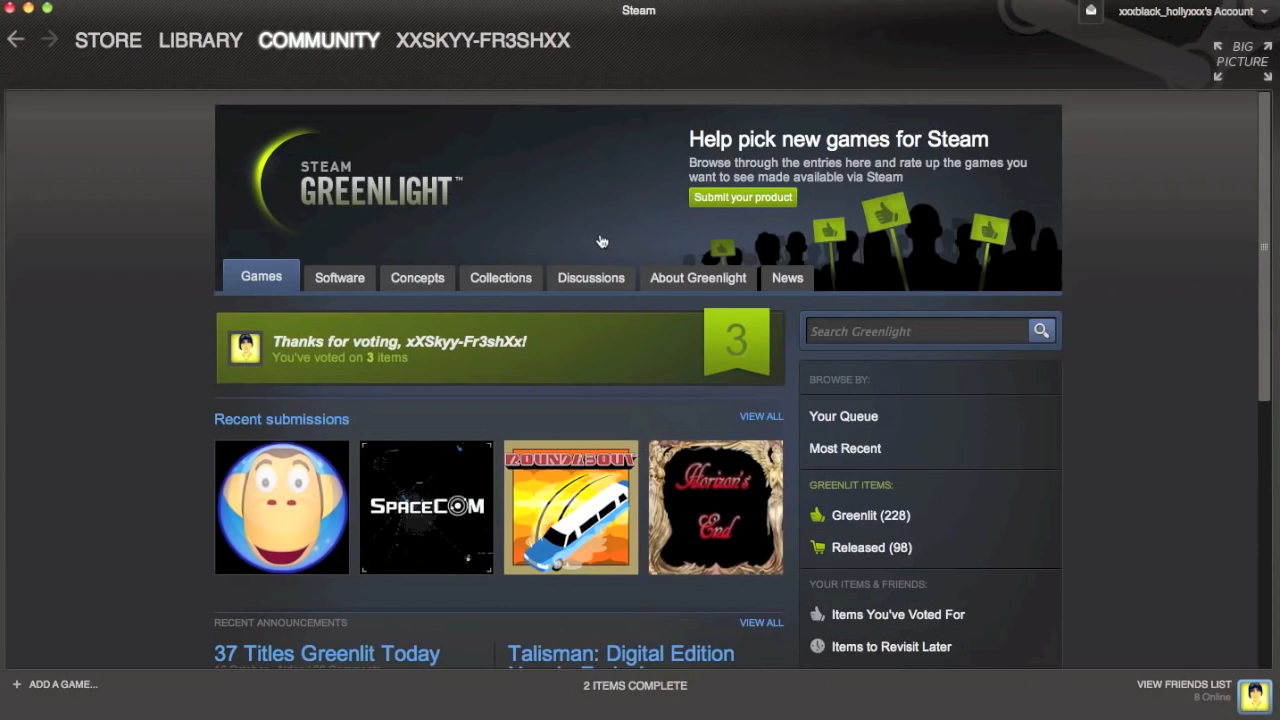 Steam
xxxblack_hollyxxx's Account
STORE LIBRARY COMMUNITY XXSKYY-FR3SHXX
BIG
PICTURE
STEAM
GREENLIGHT™
Help pick new games for Steam
Browse through the entries here and rate up the games you
want to see made available via Steam
Submit your product
Games Software Concepts Collections Discussions About Greenlight News
Thanks for voting, xXSkyy-Fr3shXx!
You've voted on 3 items
3
Search Greenlight
BROWSE BY:
Your Queue
Most Recent
GREENLIT ITEMS:
Greenlit (228)
Released (98)
YOUR ITEMS & FRIENDS:
Items You've Voted For
Items to Revisit Later
Recent submissions
VIEW ALL
SPACECOM
ROUNDABOUT
Horizon's
End
RECENT ANNOUNCEMENTS
VIEW ALL
37 Titles Greenlit Today
Talisman: Digital Edition
+ ADD A GAME...
2 ITEMS COMPLETE
VIEW FRIENDS LIST
8 Online